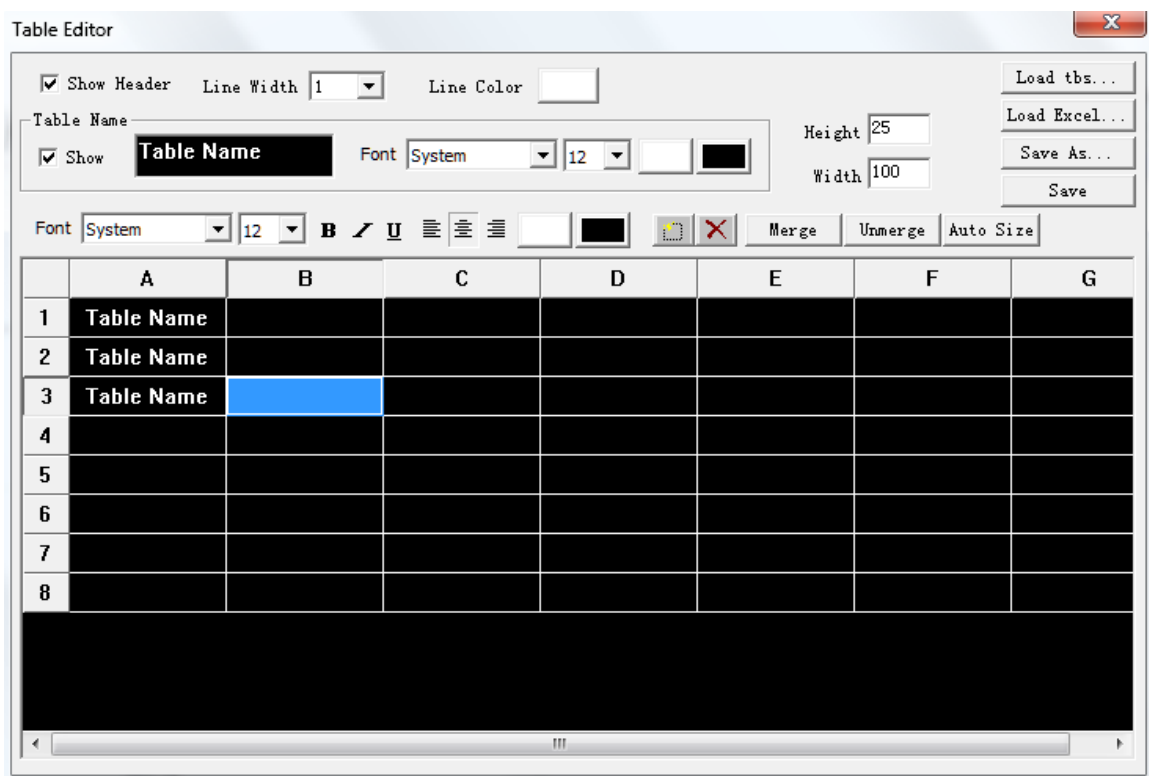 Table Editor
Show Header Line Width 1 Line Color Load tbs...
Table Name Load Excel...
Show Table Name Font System 12 Height 25 Save As...
Width 100 Save
Font System 12 B I U Merge Unmerge Auto Size
A B C D E F G
1 Table Name
2 Table Name
3 Table Name
4
5
6
7
8